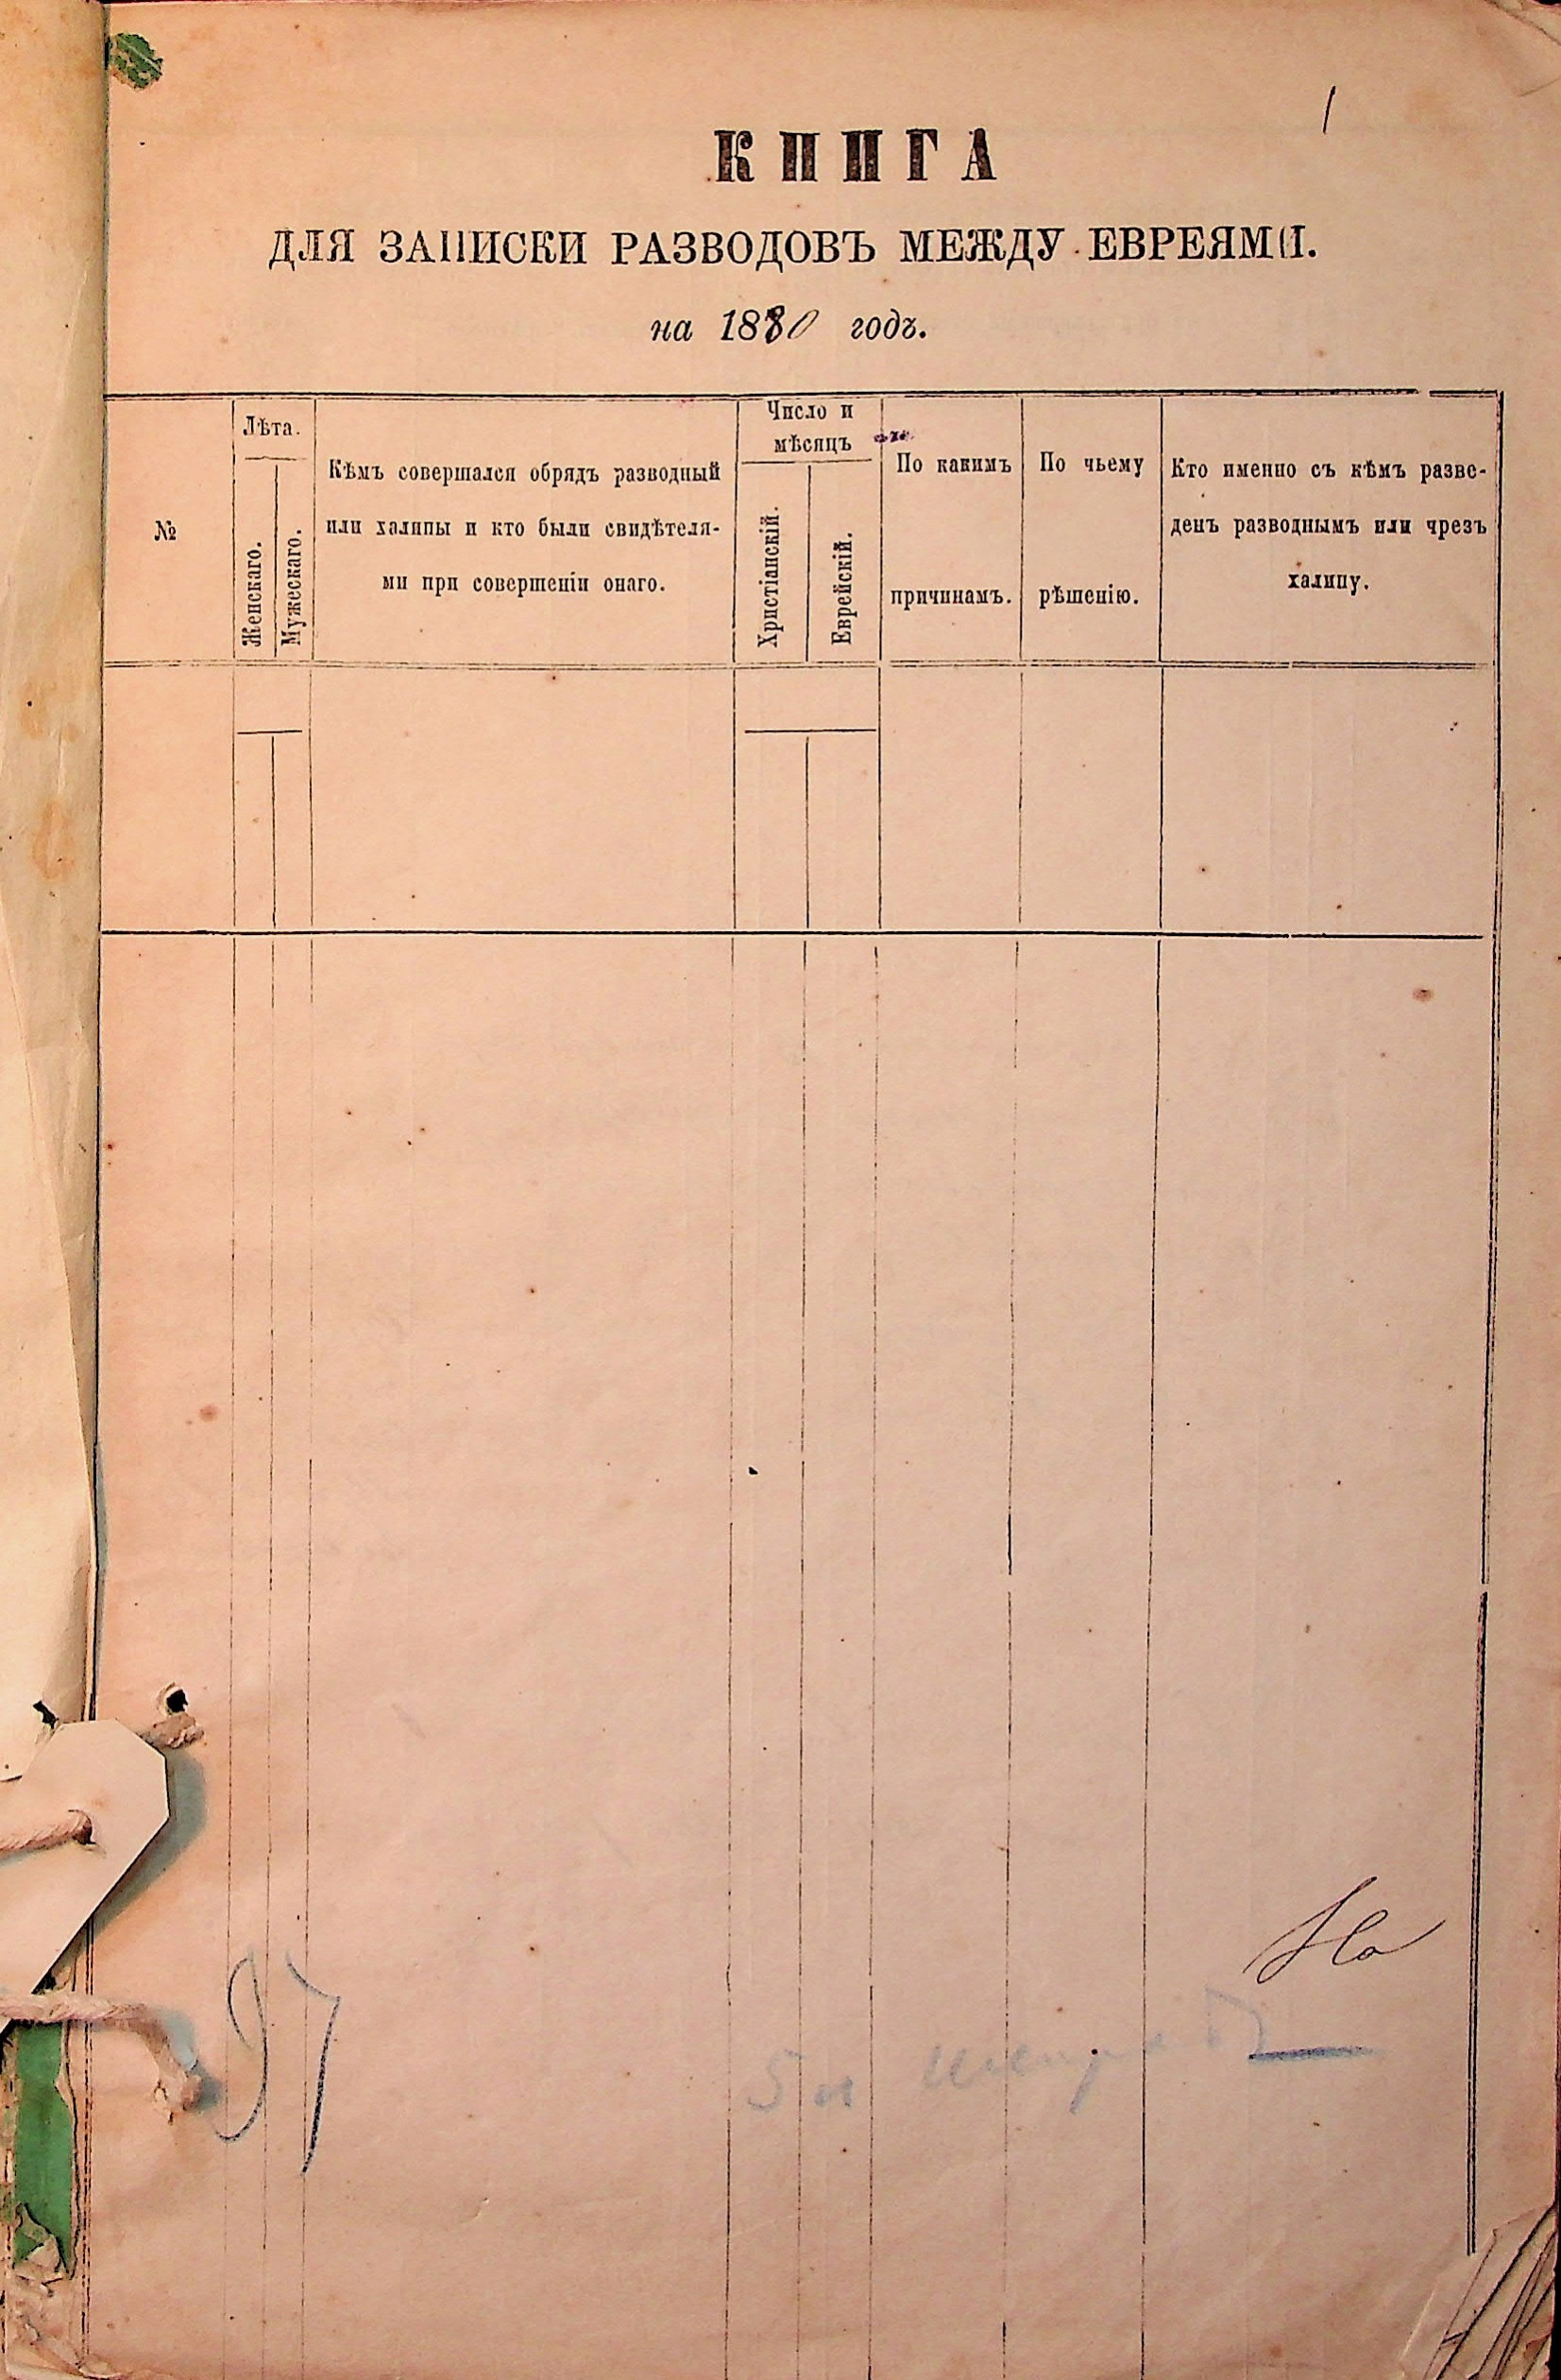 1
КНИГА
ДЛЯ ЗАПИСКИ РАЗВОДОВЪ МЕЖДУ ЕВРЕЯМИ.
на 1880 годъ.
№
Лѣта.
Женскаго.
Мужескаго.
Кѣмъ совершался обрядъ разводный
или халицы и кто были свидѣтеля-
ми при совершеніи онаго.
Число и
мѣсяцъ
Христіанскій.
Еврейскій.
По какимъ
причинамъ.
По чьему
рѣшенію.
Кто именно съ кѣмъ разве-
денъ разводнымъ или чрезъ
халицу.